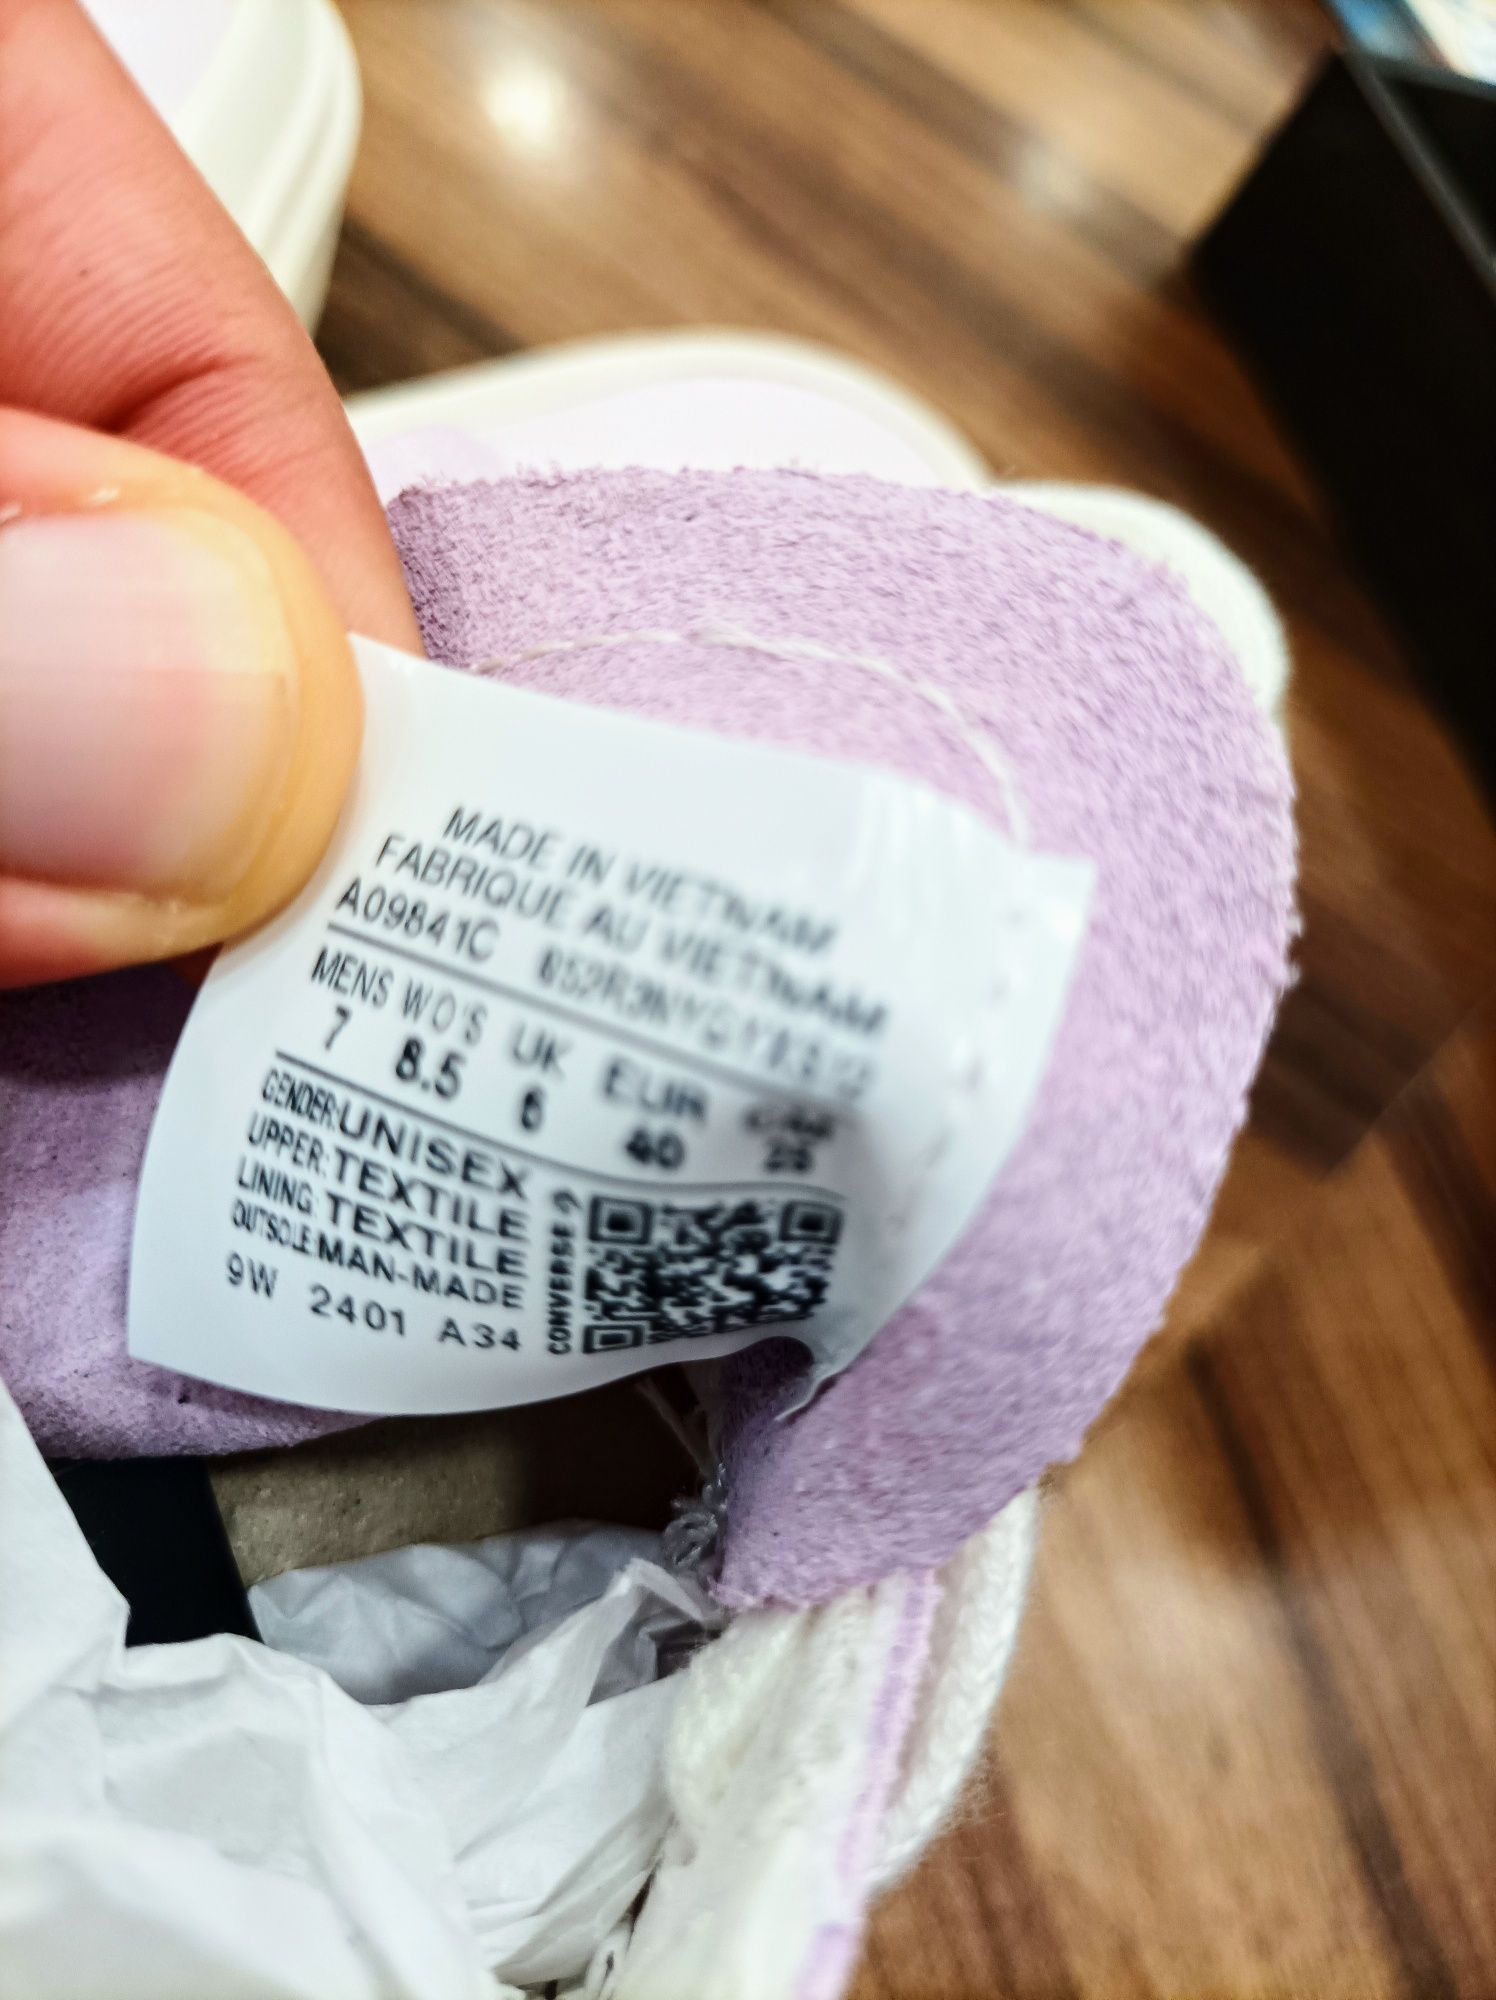 MADE IN VIETNAM
FABRIQUE AU VIETNAM
A09841C
MENS WO'S UK EUR
7 8.5 6 40
GENDER:UNISEX
UPPER:TEXTILE
LINING:TEXTILE
OUTSOLE:MAN-MADE
9W 2401 A34
CONVERSE